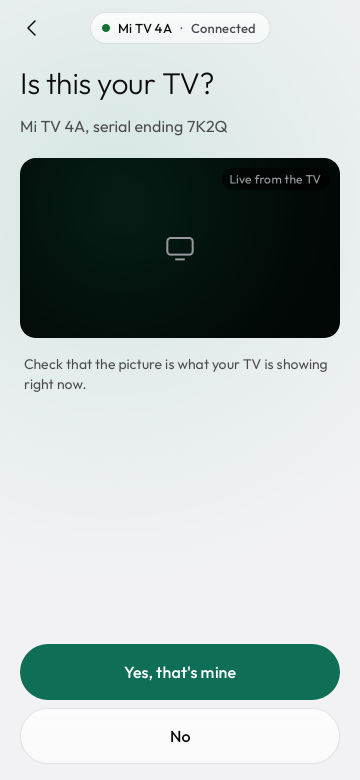 Mi TV 4A · Connected
Is this your TV?
Mi TV 4A, serial ending 7K2Q
Live from the TV
Check that the picture is what your TV is showing
right now.
Yes, that's mine
No